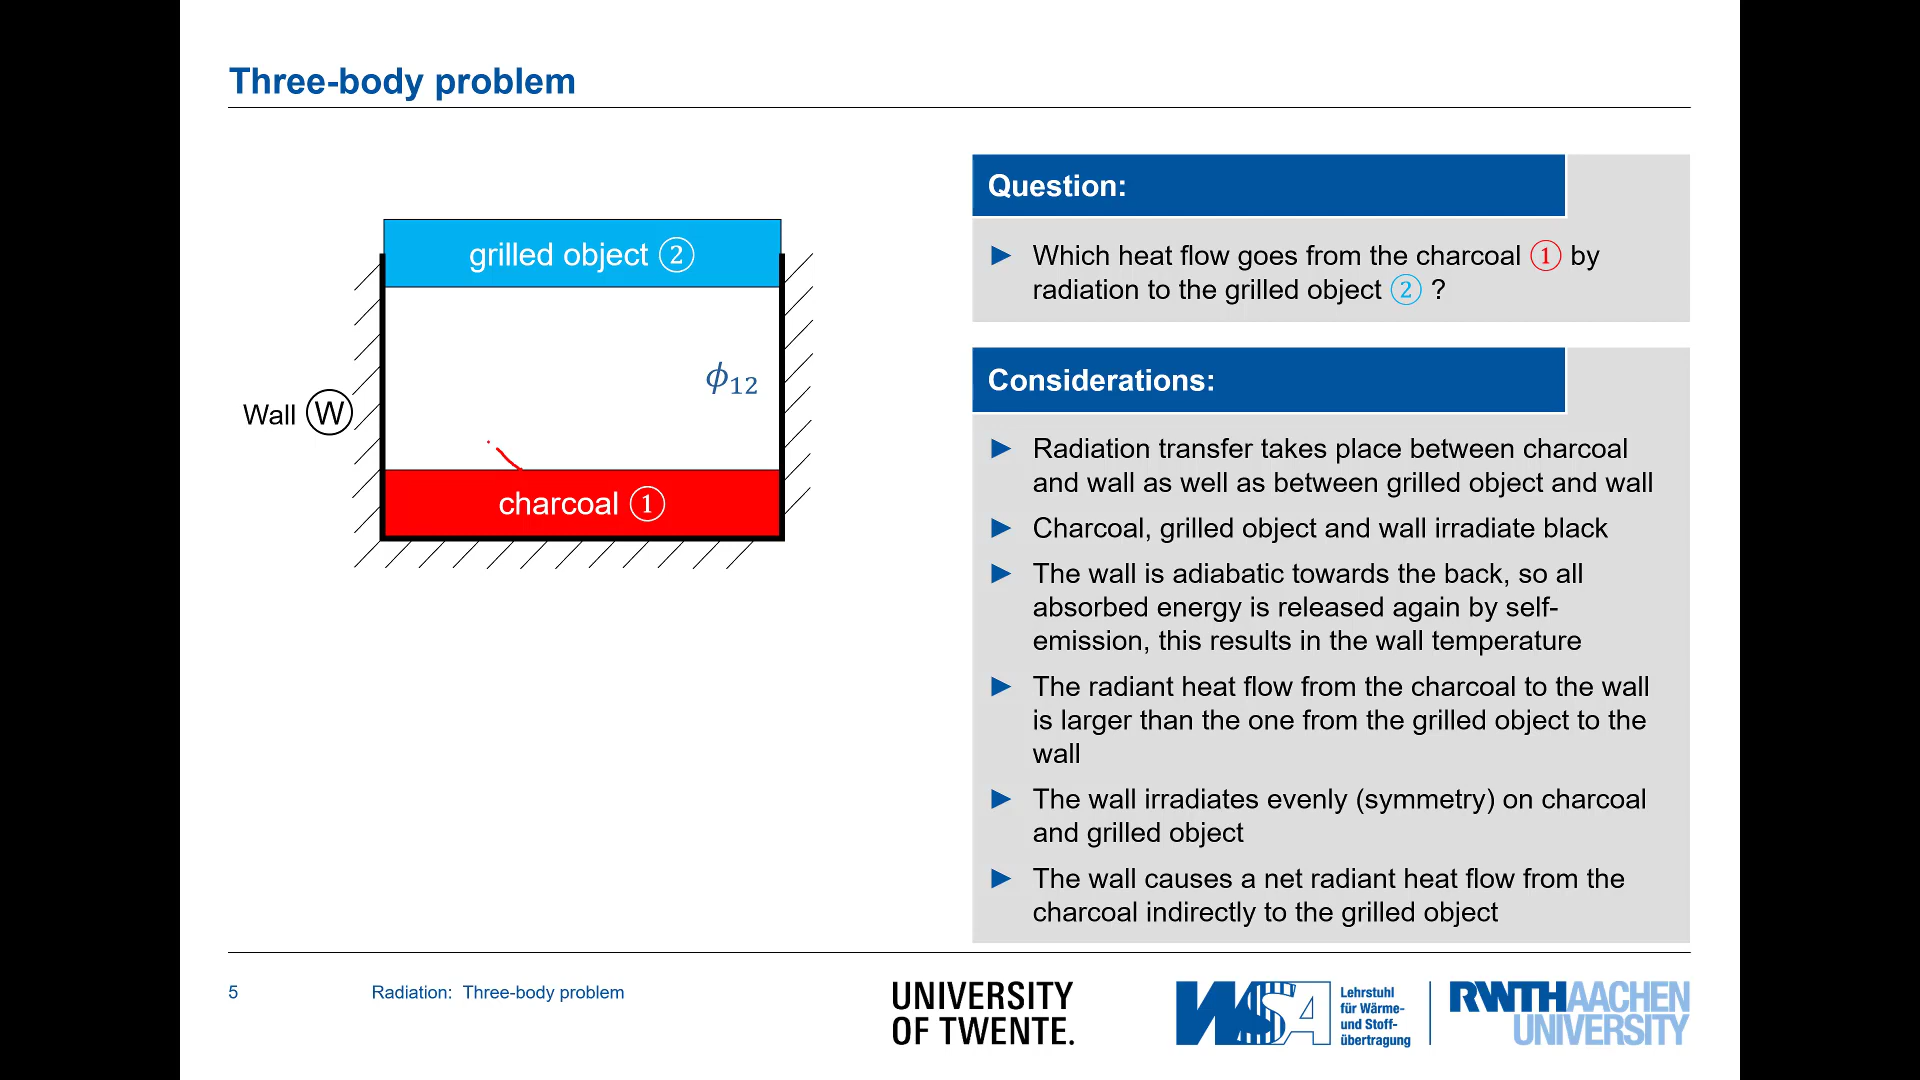 Three-body problem
grilled object ②
ϕ₁₂
Wall Ⓦ
charcoal ①
Question:
► Which heat flow goes from the charcoal ① by
radiation to the grilled object ② ?
Considerations:
► Radiation transfer takes place between charcoal
and wall as well as between grilled object and wall
► Charcoal, grilled object and wall irradiate black
► The wall is adiabatic towards the back, so all
absorbed energy is released again by self-
emission, this results in the wall temperature
► The radiant heat flow from the charcoal to the wall
is larger than the one from the grilled object to the
wall
► The wall irradiates evenly (symmetry) on charcoal
and grilled object
► The wall causes a net radiant heat flow from the
charcoal indirectly to the grilled object
5 Radiation: Three-body problem
UNIVERSITY
OF TWENTE.
WSA
Lehrstuhl
für Wärme-
und Stoff-
übertragung
RWTH AACHEN
UNIVERSITY